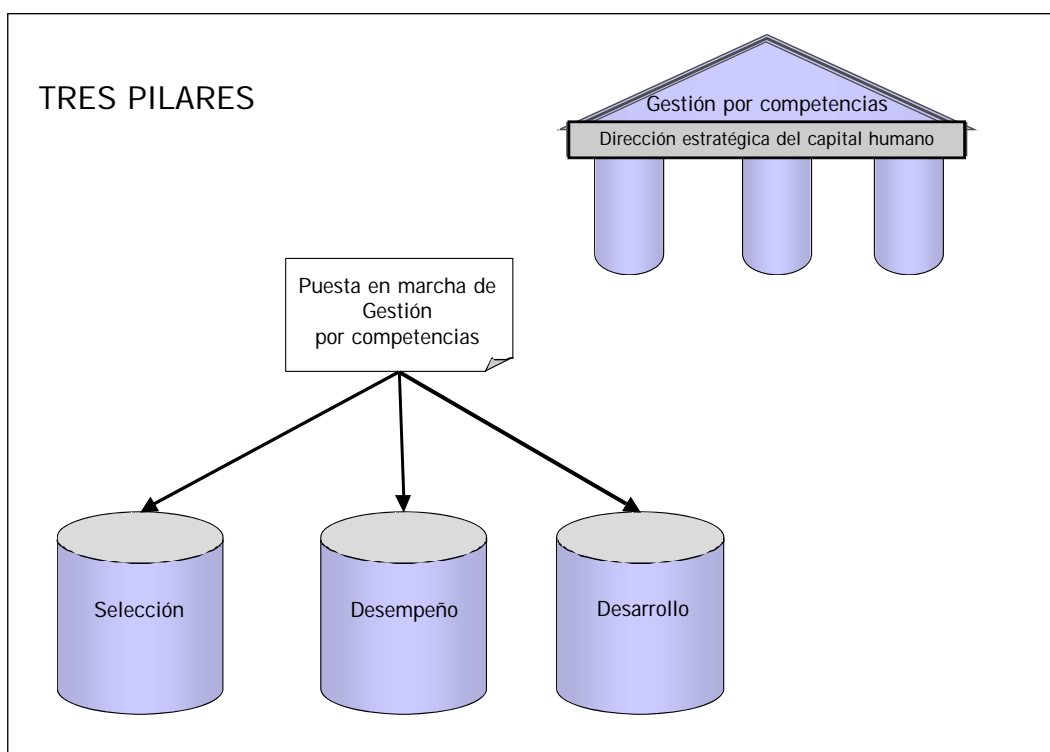 TRES PILARES
Gestión por competencias
Dirección estratégica del capital humano
Puesta en marcha de
Gestión
por competencias
Selección
Desempeño
Desarrollo